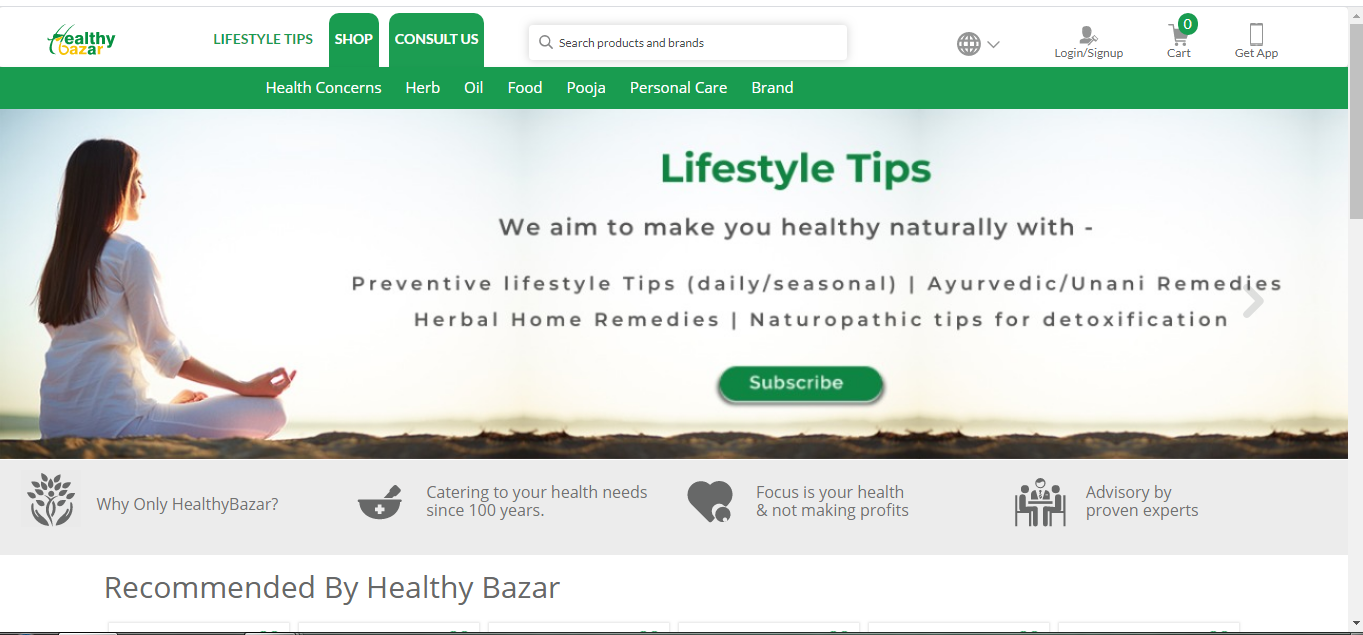 Healthy
bazar
LIFESTYLE TIPS
SHOP
CONSULT US
Search products and brands
Login/Signup
0
Cart
Get App
Health Concerns
Herb
Oil
Food
Pooja
Personal Care
Brand
Lifestyle Tips
We aim to make you healthy naturally with -
Preventive lifestyle Tips (daily/seasonal) | Ayurvedic/Unani Remedies
Herbal Home Remedies | Naturopathic tips for detoxification
Subscribe
Why Only HealthyBazar?
Catering to your health needs
since 100 years.
Focus is your health
& not making profits
Advisory by
proven experts
Recommended By Healthy Bazar